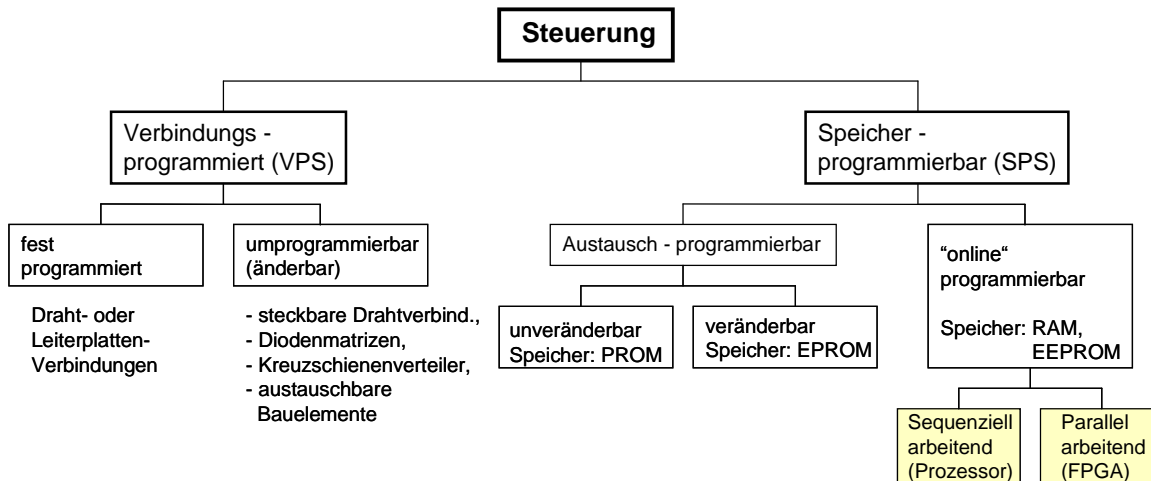 Steuerung
Verbindungs -
programmiert (VPS)
Speicher -
programmierbar (SPS)
fest
programmiert
umprogrammierbar
(änderbar)
Austausch - programmierbar
“online“
programmierbar
Speicher: RAM,
EEPROM
Draht- oder
Leiterplatten-
Verbindungen
- steckbare Drahtverbind.,
- Diodenmatrizen,
- Kreuzschienenverteiler,
- austauschbare
Bauelemente
unveränderbar
Speicher: PROM
veränderbar
Speicher: EPROM
Sequenziell
arbeitend
(Prozessor)
Parallel
arbeitend
(FPGA)